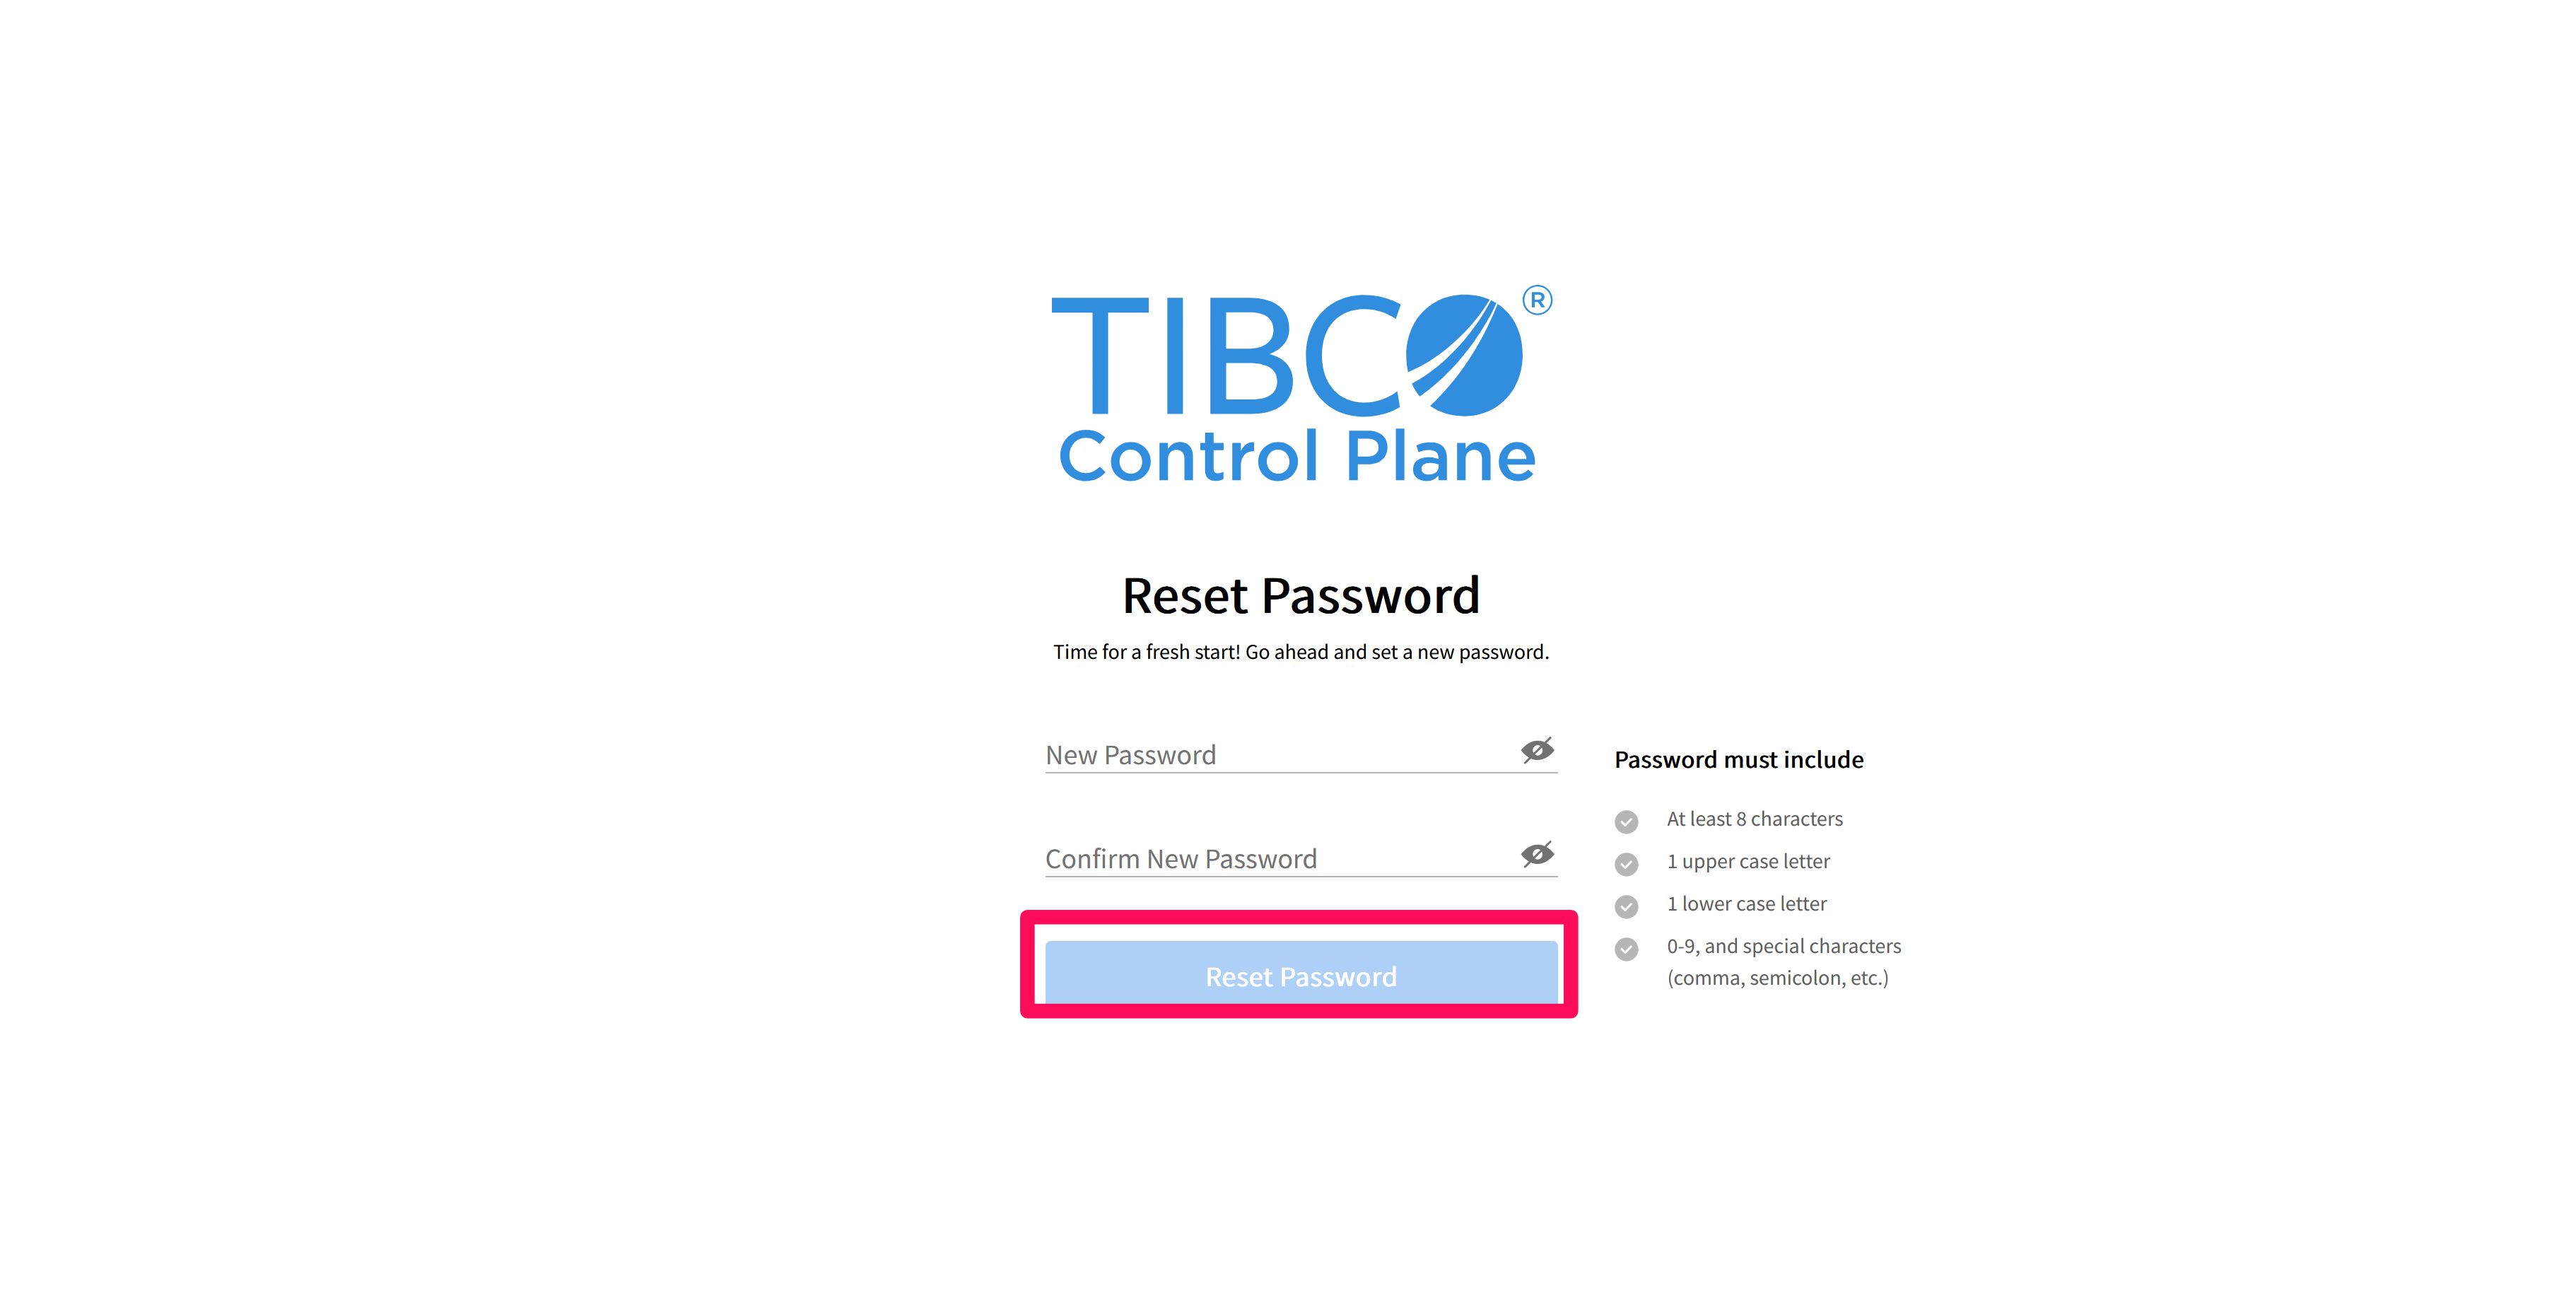 TIBCO®
Control Plane
Reset Password
Time for a fresh start! Go ahead and set a new password.
New Password
Confirm New Password
Reset Password
Password must include
At least 8 characters
1 upper case letter
1 lower case letter
0-9, and special characters
(comma, semicolon, etc.)